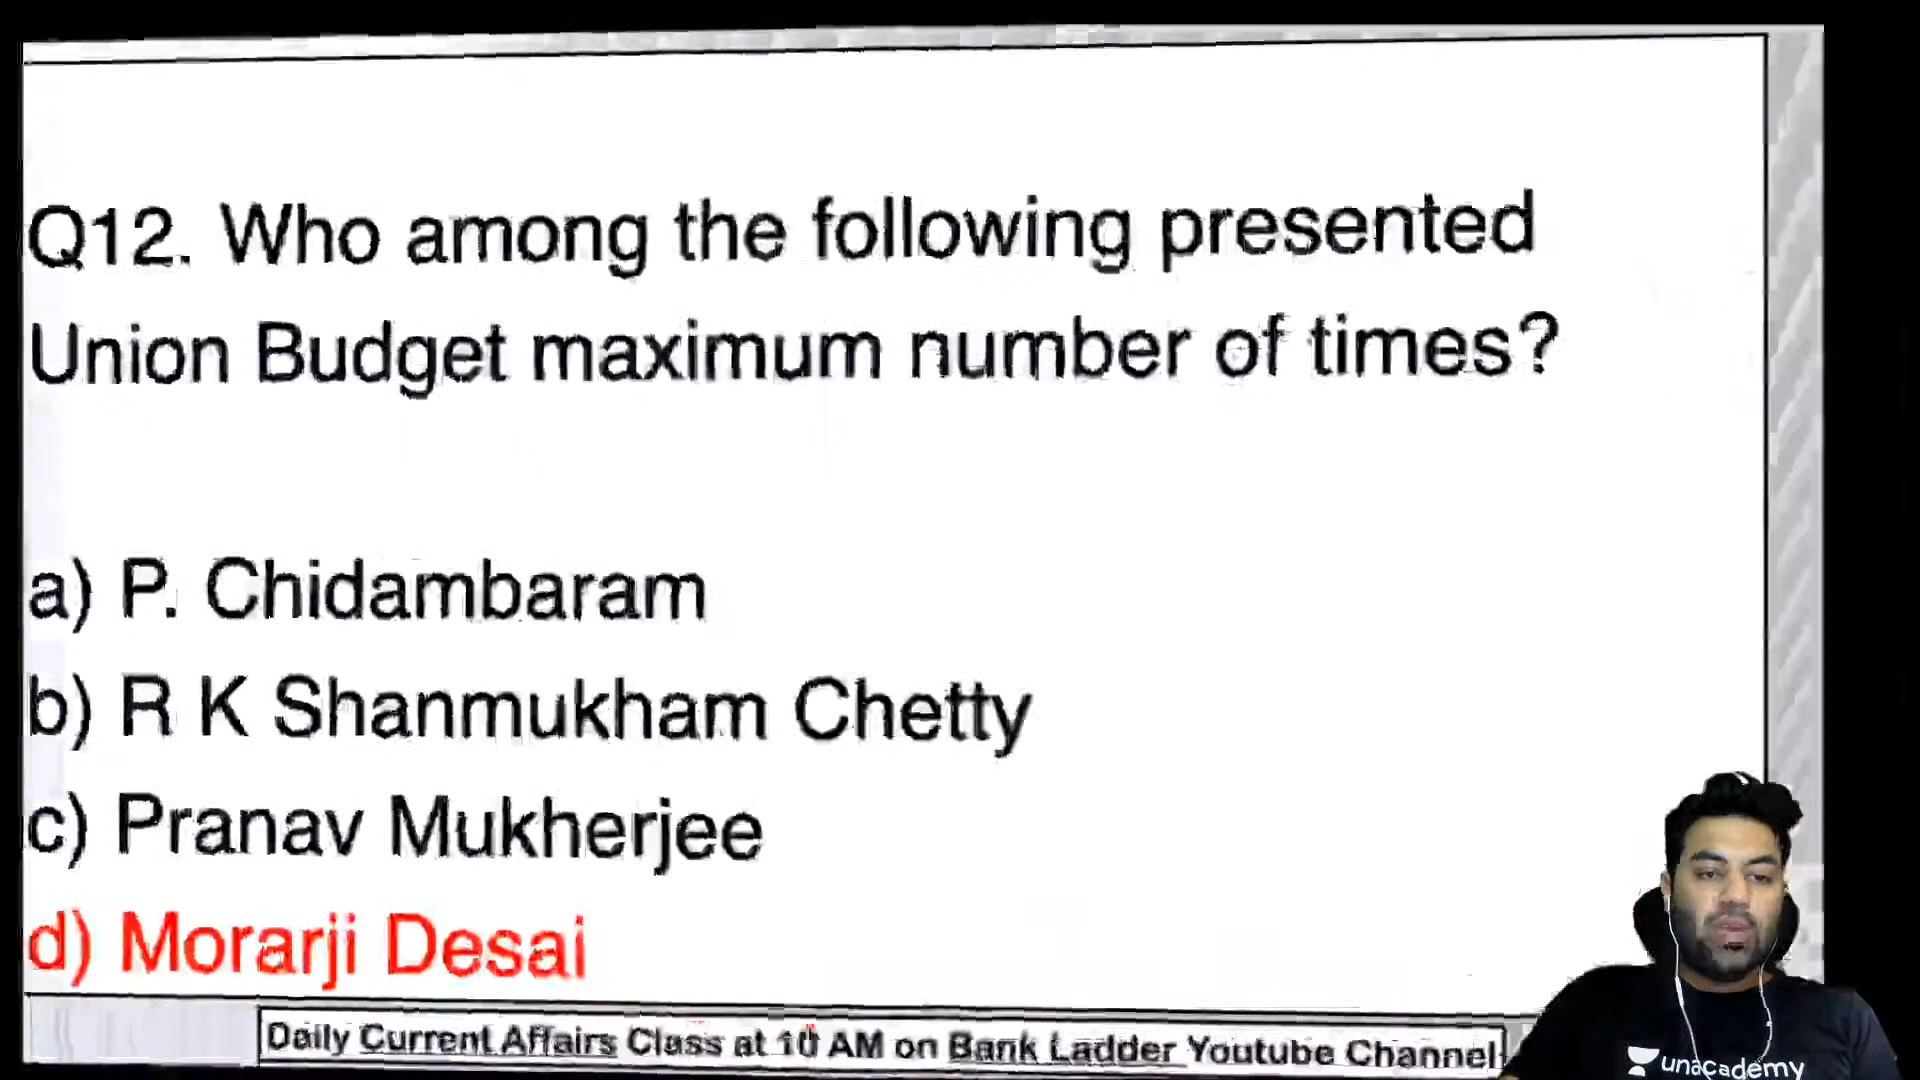 Q12. Who among the following presented
Union Budget maximum number of times?
a) P. Chidambaram
b) R K Shanmukham Chetty
c) Pranav Mukherjee
d) Morarji Desai
Daily Current Affairs Class at 10 AM on Bank Ladder Youtube Channel
unacademy